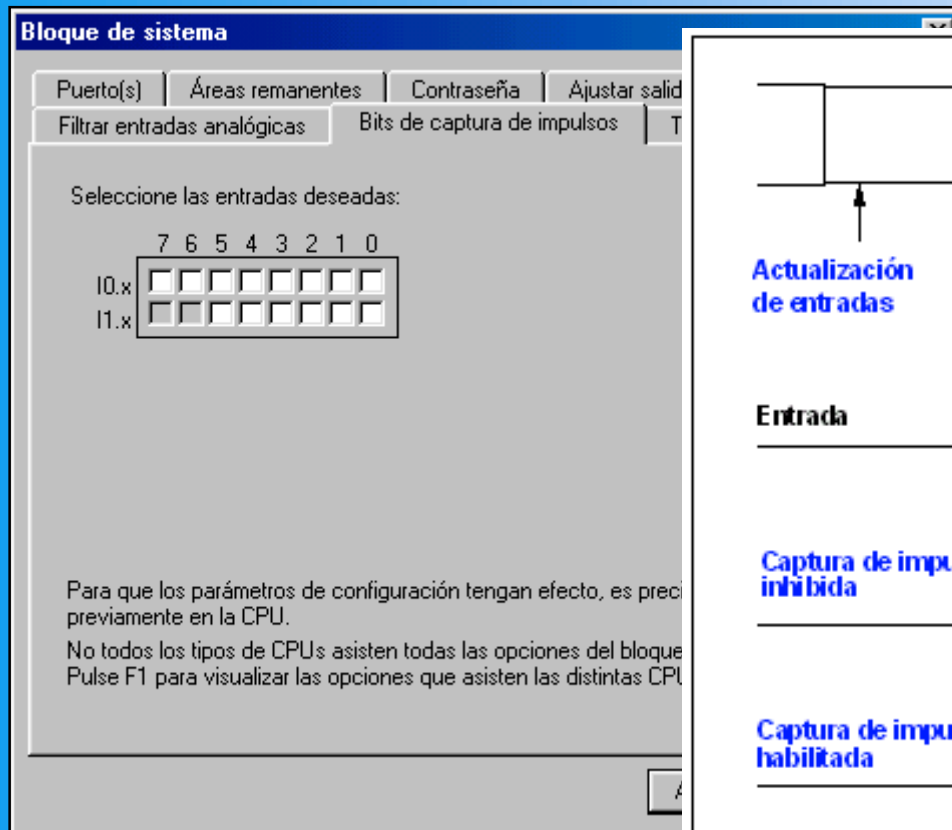 Bloque de sistema
Puerto(s) Áreas remanentes Contraseña Ajustar salid
Filtrar entradas analógicas Bits de captura de impulsos T
Seleccione las entradas deseadas:
7 6 5 4 3 2 1 0
I0.x
I1.x
Para que los parámetros de configuración tengan efecto, es preci
previamente en la CPU.
No todos los tipos de CPUs asisten todas las opciones del bloque
Pulse F1 para visualizar las opciones que asisten las distintas CPU
A
Actualización
de entradas
Entrada
Captura de impu
inhibida
Captura de impu
habilitada